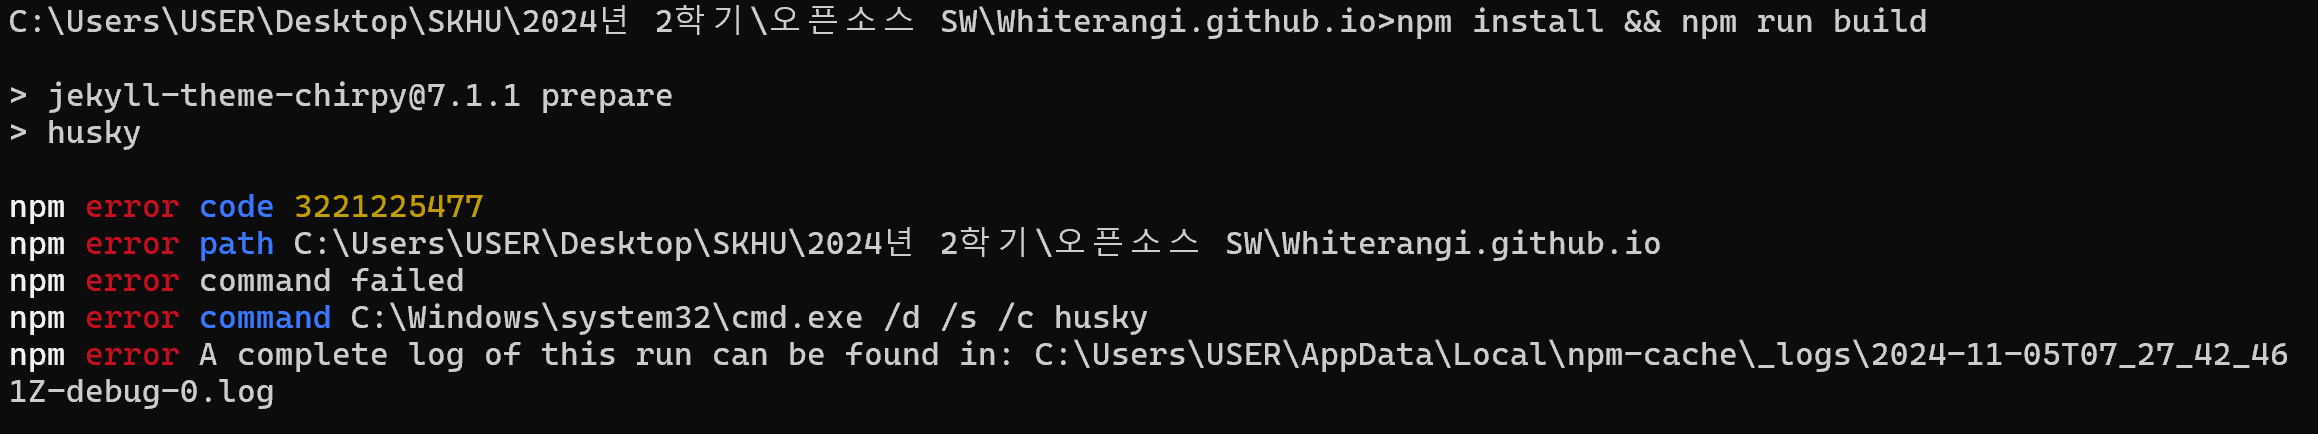 C:\Users\USER\Desktop\SKHU\2024년 2학기\오픈소스 SW\Whiterangi.github.io>npm install && npm run build
> jekyll-theme-chirpy@7.1.1 prepare
> husky
npm error code 3221225477
npm error path C:\Users\USER\Desktop\SKHU\2024년 2학기\오픈소스 SW\Whiterangi.github.io
npm error command failed
npm error command C:\Windows\system32\cmd.exe /d /s /c husky
npm error A complete log of this run can be found in: C:\Users\USER\AppData\Local\npm-cache\_logs\2024-11-05T07_27_42_46
1Z-debug-0.log